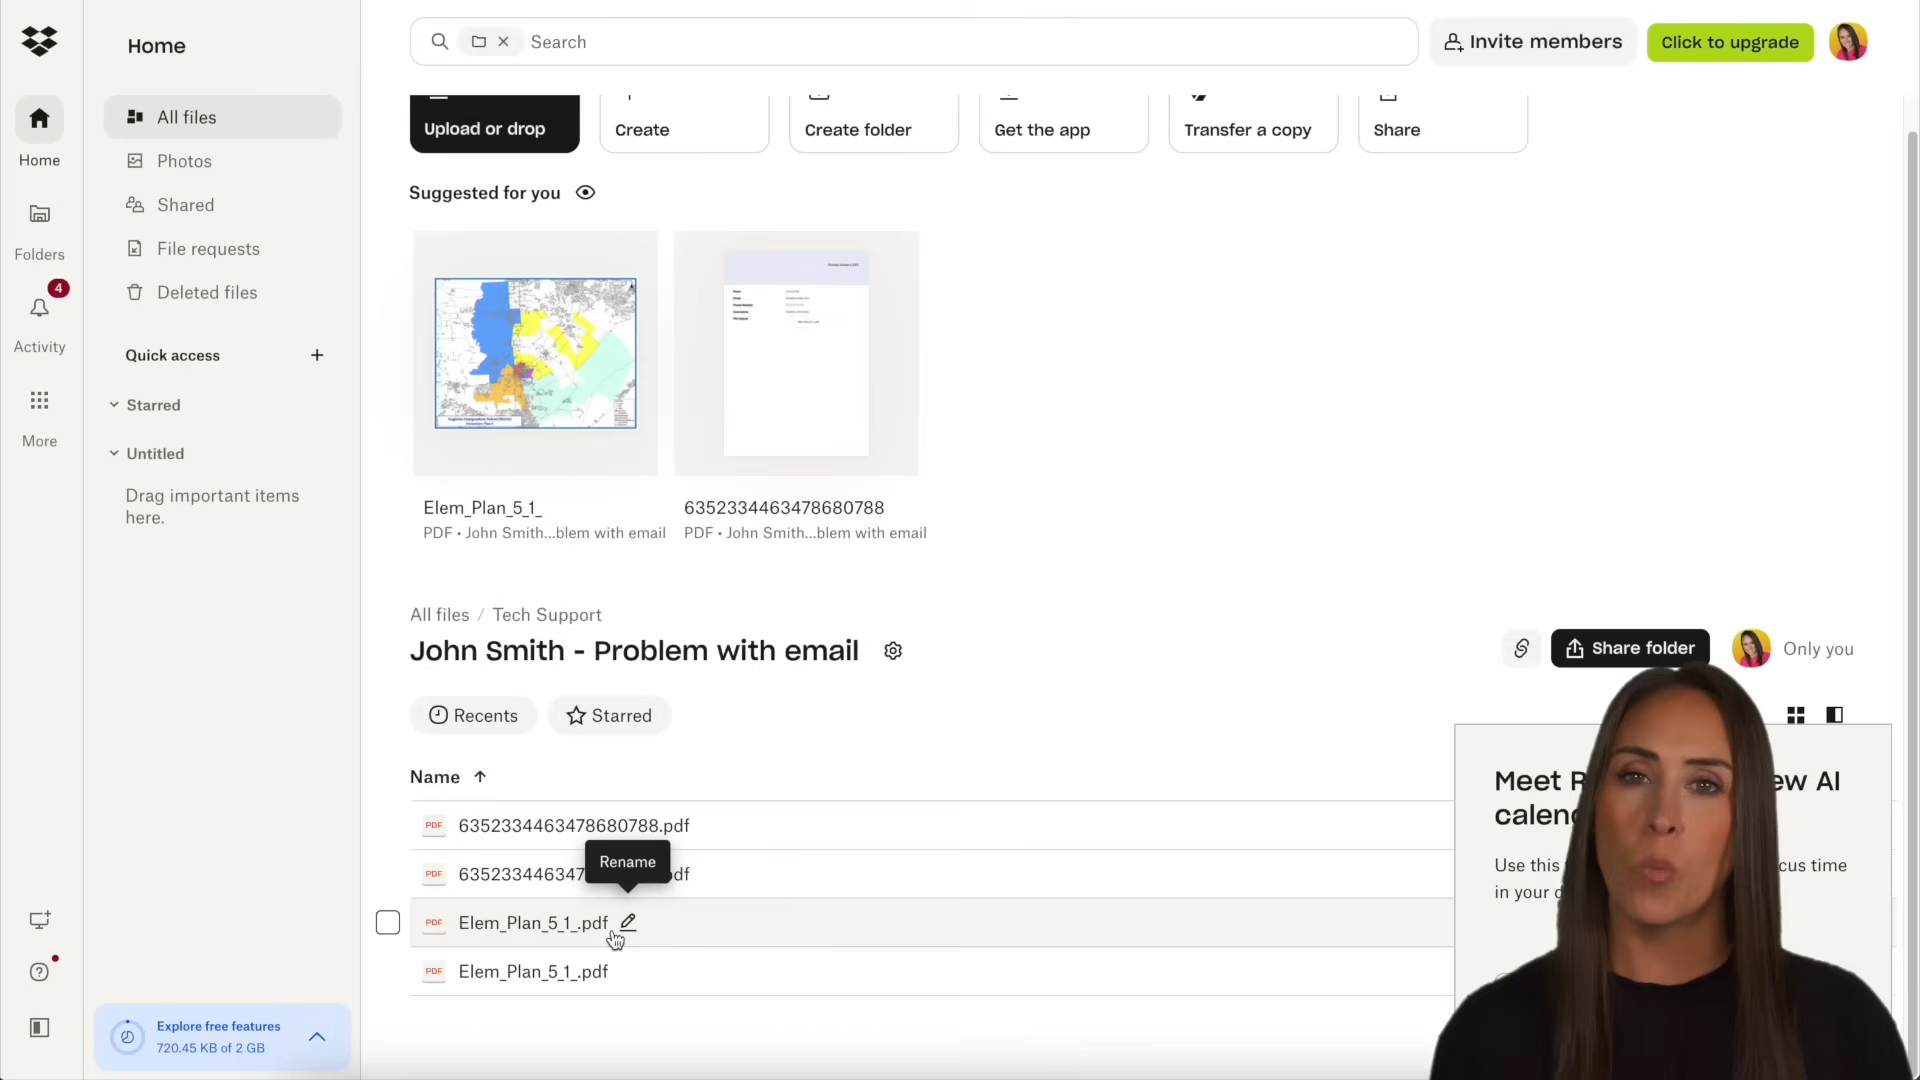 Home
Search
Invite members
Click to upgrade
Home
Folders
4
Activity
More
All files
Photos
Shared
File requests
Deleted files
Quick access
Starred
Untitled
Drag important items
here.
Explore free features
720.45 KB of 2 GB
Upload or drop
Create
Create folder
Get the app
Transfer a copy
Share
Suggested for you
Elem_Plan_5_1_
PDF • John Smith...blem with email
6352334463478680788
PDF • John Smith...blem with email
All files / Tech Support
John Smith - Problem with email
Share folder
Only you
Recents
Starred
Name
PDF 6352334463478680788.pdf
Rename
PDF
PDF Elem_Plan_5_1_.pdf
PDF Elem_Plan_5_1_.pdf
Meet AI
Use this time
in your